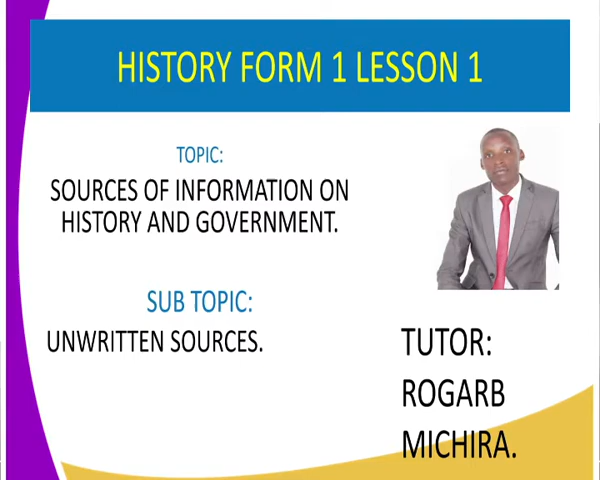 HISTORY FORM 1 LESSON 1
TOPIC:
SOURCES OF INFORMATION ON
HISTORY AND GOVERNMENT.
SUB TOPIC:
UNWRITTEN SOURCES.
TUTOR:
ROGARB
MICHIRA.